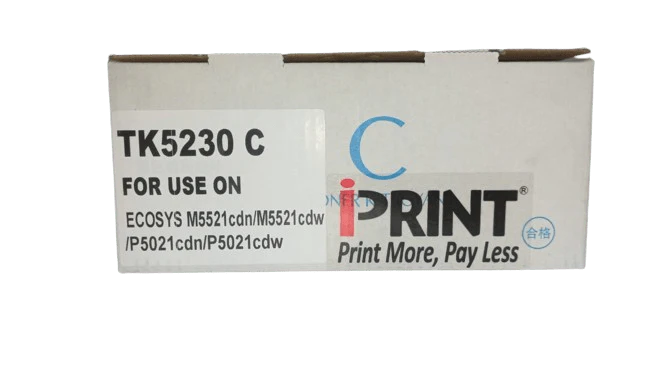 TK5230 C
FOR USE ON
ECOSYS M5521cdn/M5521cdw
/P5021cdn/P5021cdw
C
iPRINT®
Print More, Pay Less
合格